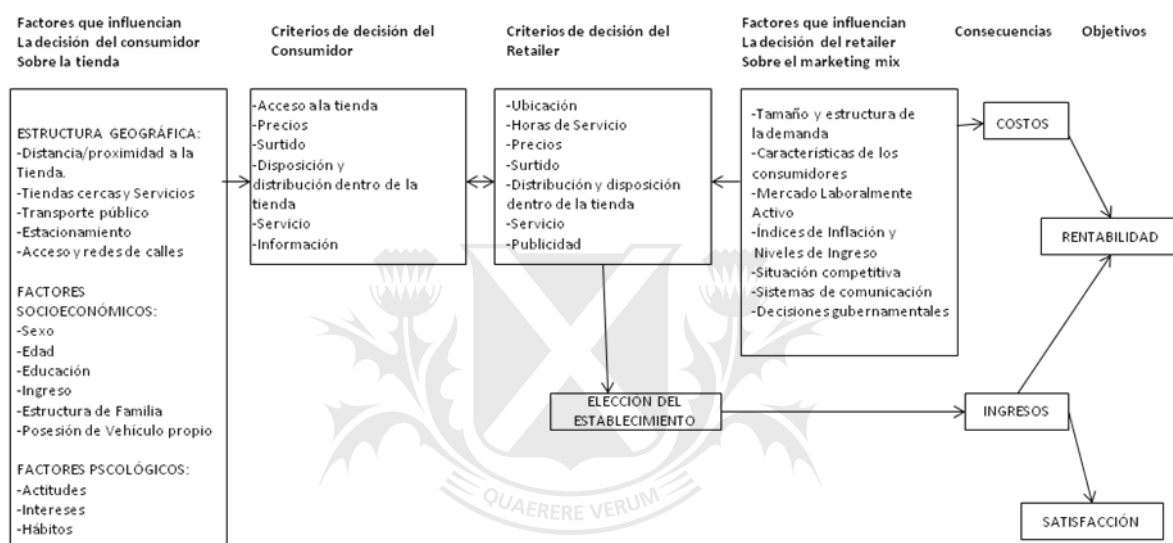 Factores que influencian
La decisión del consumidor
Sobre la tienda
Criterios de decisión del
Consumidor
Criterios de decisión del
Retailer
Factores que influencian
La decisión del retailer
Sobre el marketing mix
Consecuencias
Objetivos
ESTRUCTURA GEOGRÁFICA:
-Distancia/proximidad a la
Tienda.
-Tiendas cercas y Servicios
-Transporte público
-Estacionamiento
-Acceso y redes de calles
FACTORES
SOCIOECONÓMICOS:
-Sexo
-Edad
-Educación
-Ingreso
-Estructura de Familia
-Posesión de Vehículo propio
FACTORES PSCOLÓGICOS:
-Actitudes
-Intereses
-Hábitos
-Acceso a la tienda
-Precios
-Surtido
-Disposición y
distribución dentro de la
tienda
-Servicio
-Información
-Ubicación
-Horas de Servicio
-Precios
-Surtido
-Distribución y disposición
dentro de la tienda
-Servicio
-Publicidad
-Tamaño y estructura de
la demanda
-Características de los
consumidores
-Mercado Laboralmente
Activo
-Índices de Inflación y
Niveles de Ingreso
-Situación competitiva
-Sistemas de comunicación
-Decisiones gubernamentales
COSTOS
RENTABILIDAD
ELECCIÓN DEL
ESTABLECIMIENTO
INGRESOS
SATISFACCIÓN
QUAERERE VERUM